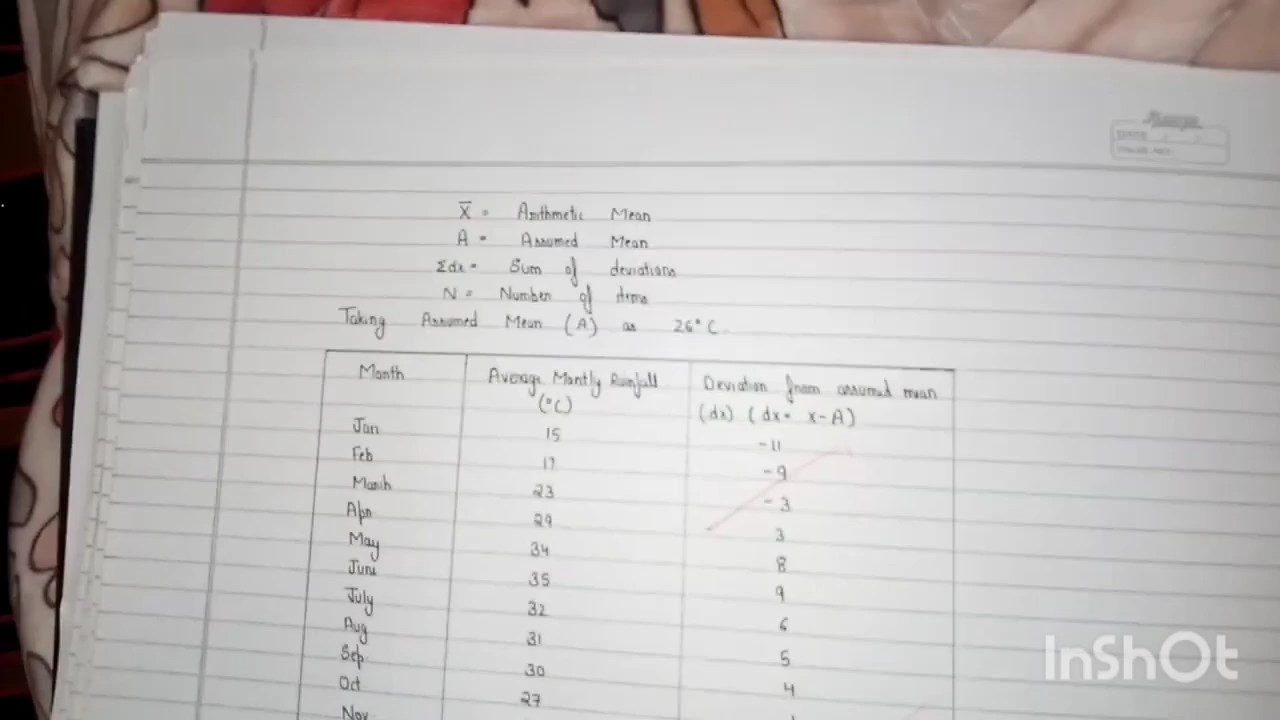 X̄ = Arithmetic Mean
A = Assumed Mean
Σdx = Sum of deviations
N = Number of items
Taking Assumed Mean (A) as 26°C.
Month Average Montly Rainfall (°C) Deviation from assumed mean (dx) (dx = x-A)
Jan 15 -11
Feb 17 -9
March 23 -3
Apr 29 3
May 34 8
June 35 9
July 32 6
Aug 31 5
Sep 30 4
Oct 27
Nov
DATE
InShOt